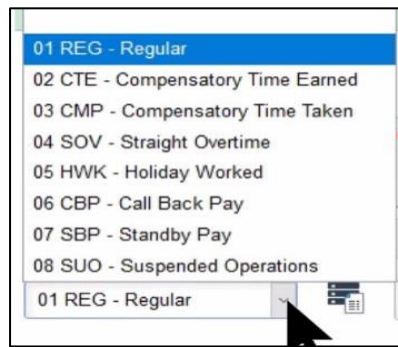 01 REG - Regular
02 CTE - Compensatory Time Earned
03 CMP - Compensatory Time Taken
04 SOV - Straight Overtime
05 HWK - Holiday Worked
06 CBP - Call Back Pay
07 SBP - Standby Pay
08 SUO - Suspended Operations
01 REG - Regular